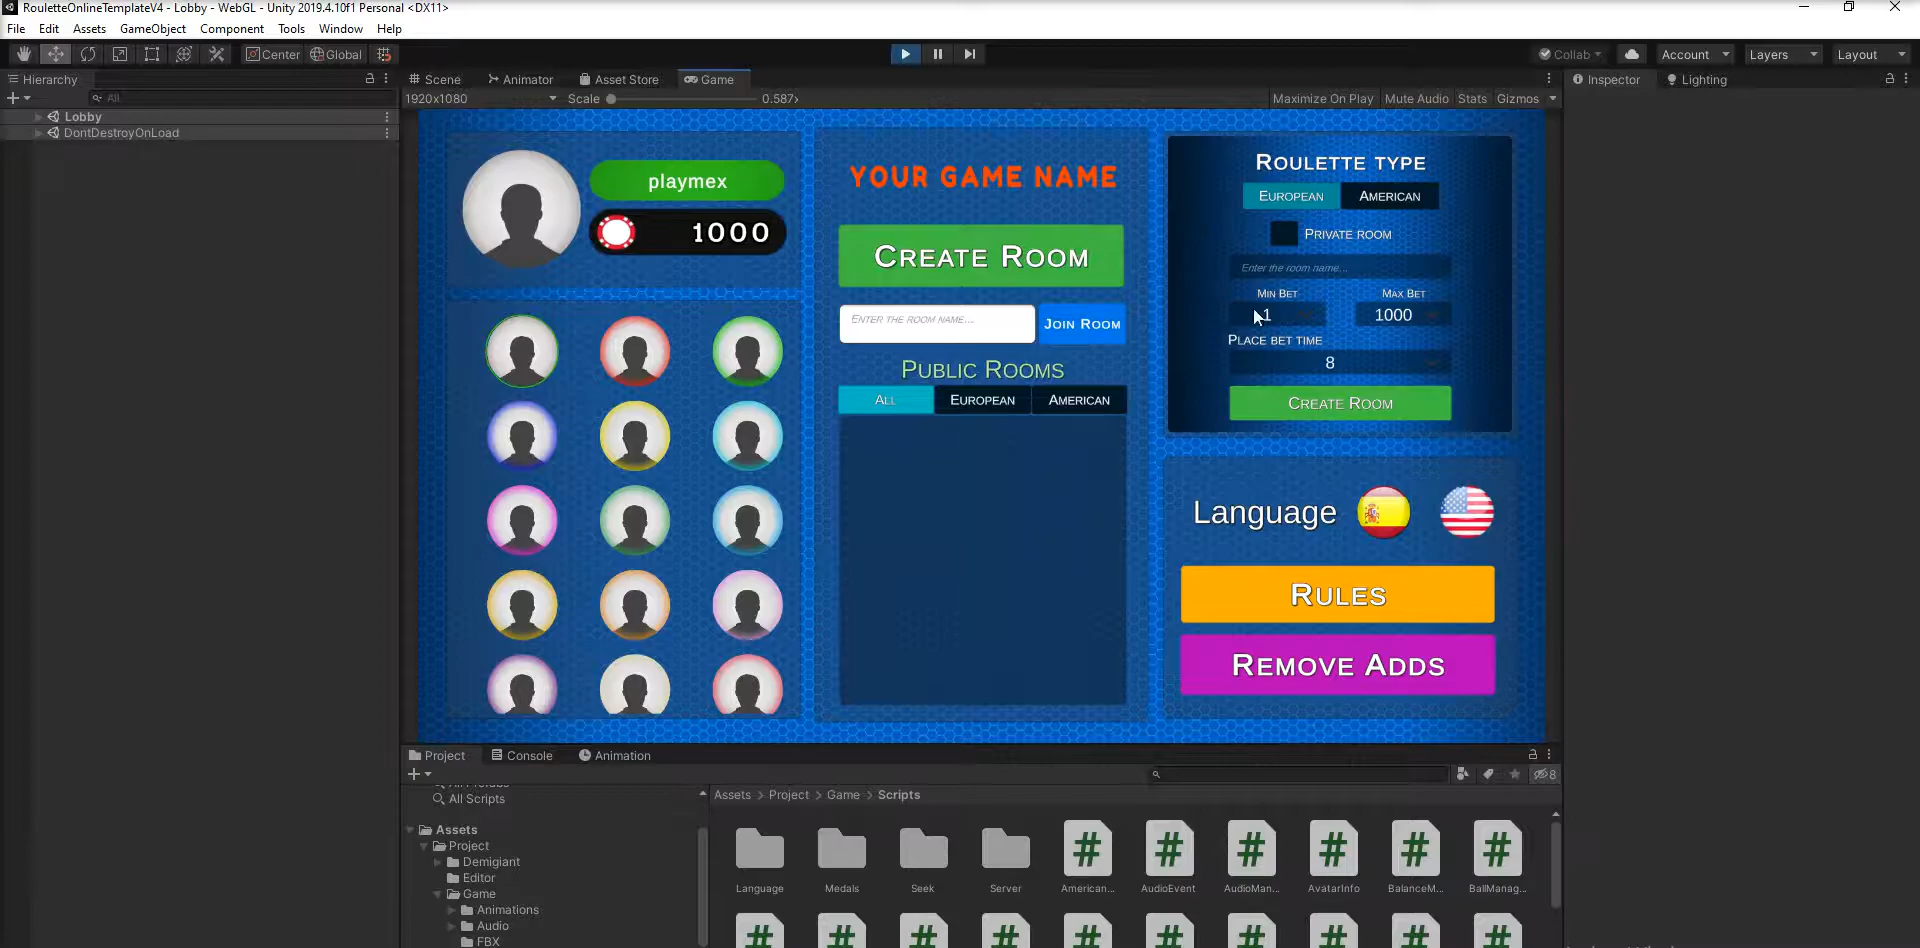 RouletteOnlineTemplateV4 - Lobby - WebGL - Unity 2019.4.10f1 Personal <DX11>
File Edit Assets GameObject Component Tools Window Help
Center Global
Collab Account Layers Layout
Hierarchy
Scene Animator Asset Store Game
Inspector Lighting
All
1920x1080 Scale 0.587x
Maximize On Play Mute Audio Stats Gizmos
Lobby
DontDestroyOnLoad
playmex
1000
YOUR GAME NAME
CREATE ROOM
ENTER THE ROOM NAME...
JOIN ROOM
PUBLIC ROOMS
ALL EUROPEAN AMERICAN
ROULETTE TYPE
EUROPEAN AMERICAN
PRIVATE ROOM
Enter the room name...
MIN BET MAX BET
1 1000
PLACE BET TIME
8
CREATE ROOM
Language
RULES
REMOVE ADDS
Project Console Animation
8
All Scripts
Assets
Project
Demigiant
Editor
Game
Animations
Audio
FBX
Assets > Project > Game > Scripts
Language Medals Seek Server American... AudioEvent AudioMan... AvatarInfo BalanceM... BallManag...